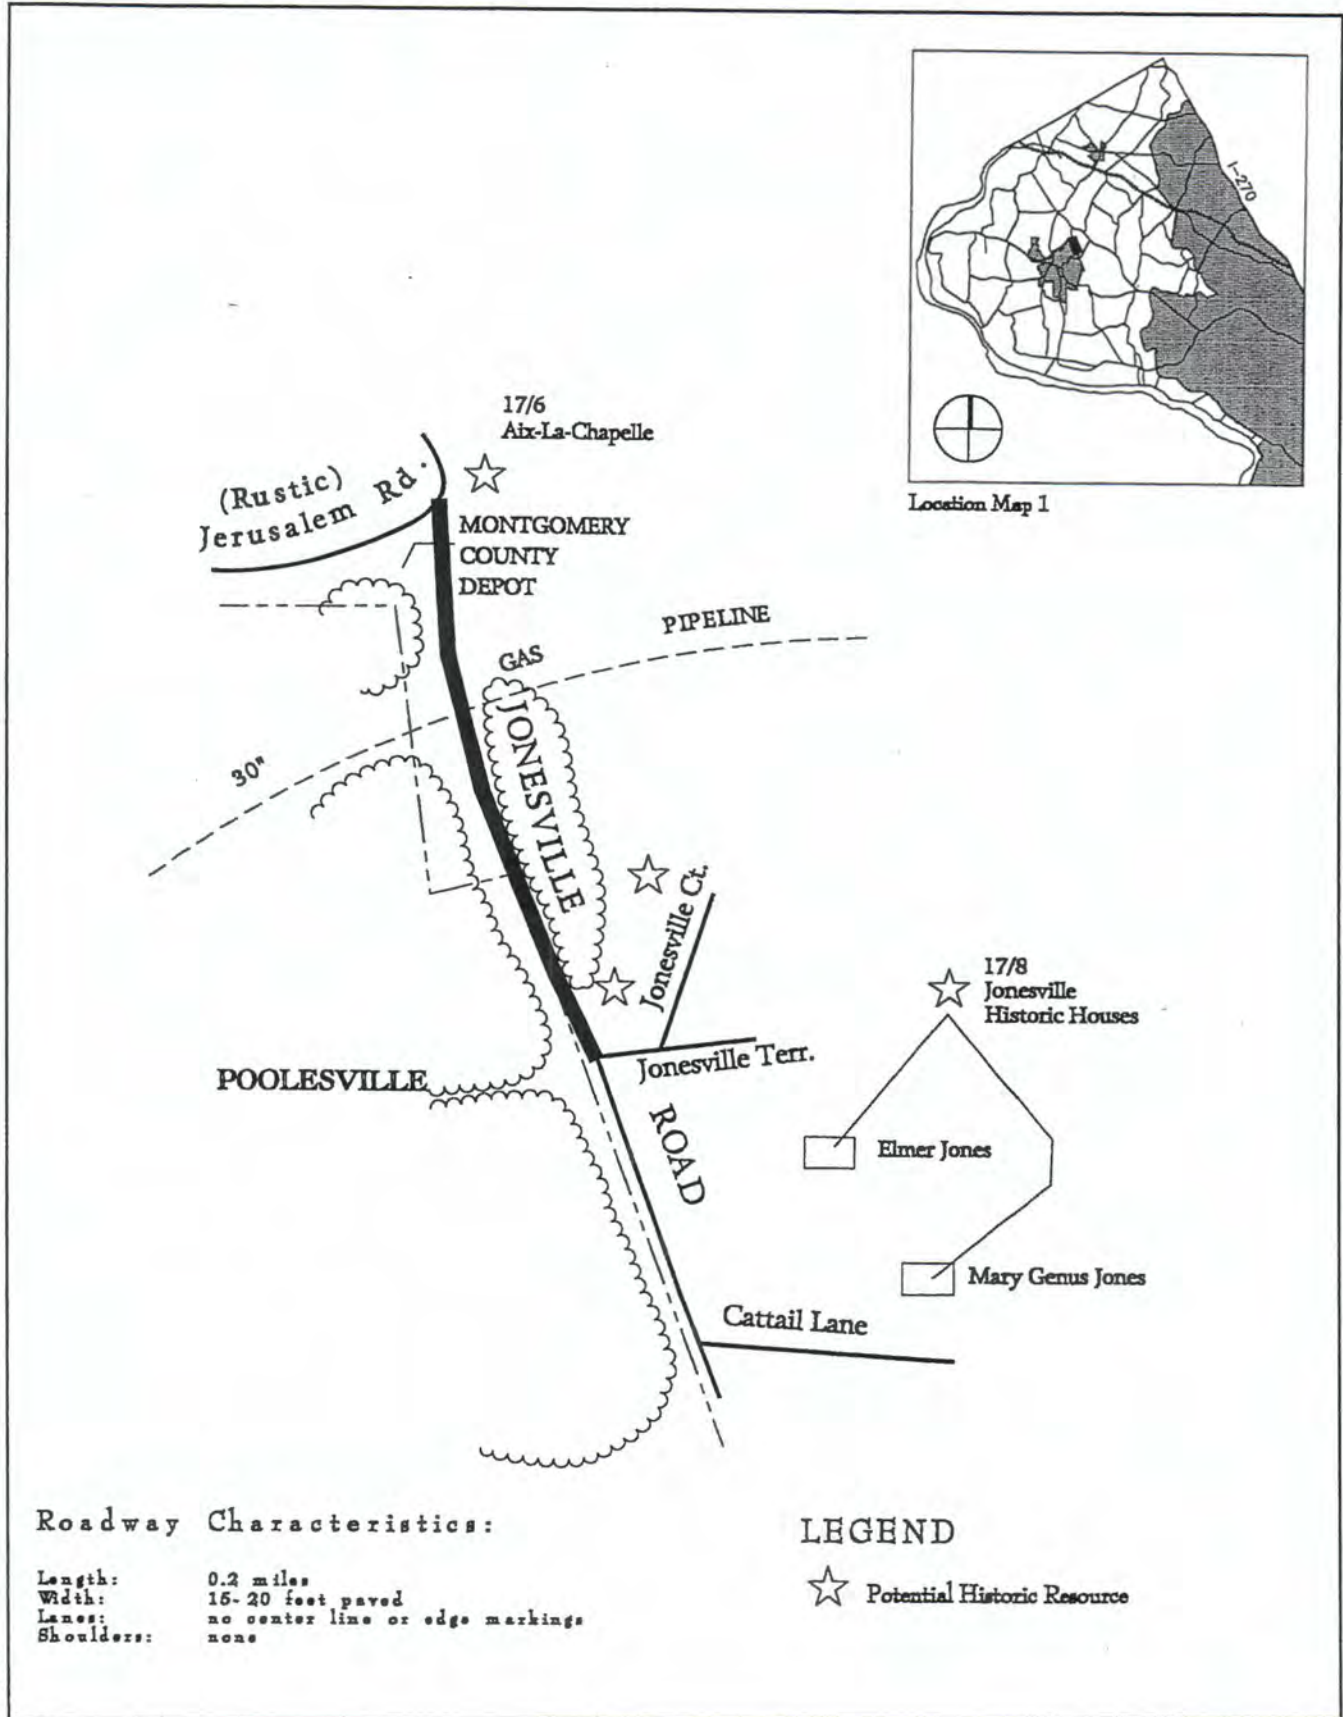 I-270
Location Map 1
17/6
Aix-La-Chapelle
(Rustic)
Jerusalem Rd.
MONTGOMERY
COUNTY
DEPOT
PIPELINE
GAS
30"
JONESVILLE
Jonesville Ct.
17/8
Jonesville
Historic Houses
Jonesville Terr.
POOLESVILLE
ROAD
Elmer Jones
Mary Genus Jones
Cattail Lane
Roadway Characteristics:
Length: 0.2 miles
Width: 15-20 feet paved
Lanes: no center line or edge markings
Shoulders: none
LEGEND
Potential Historic Resource